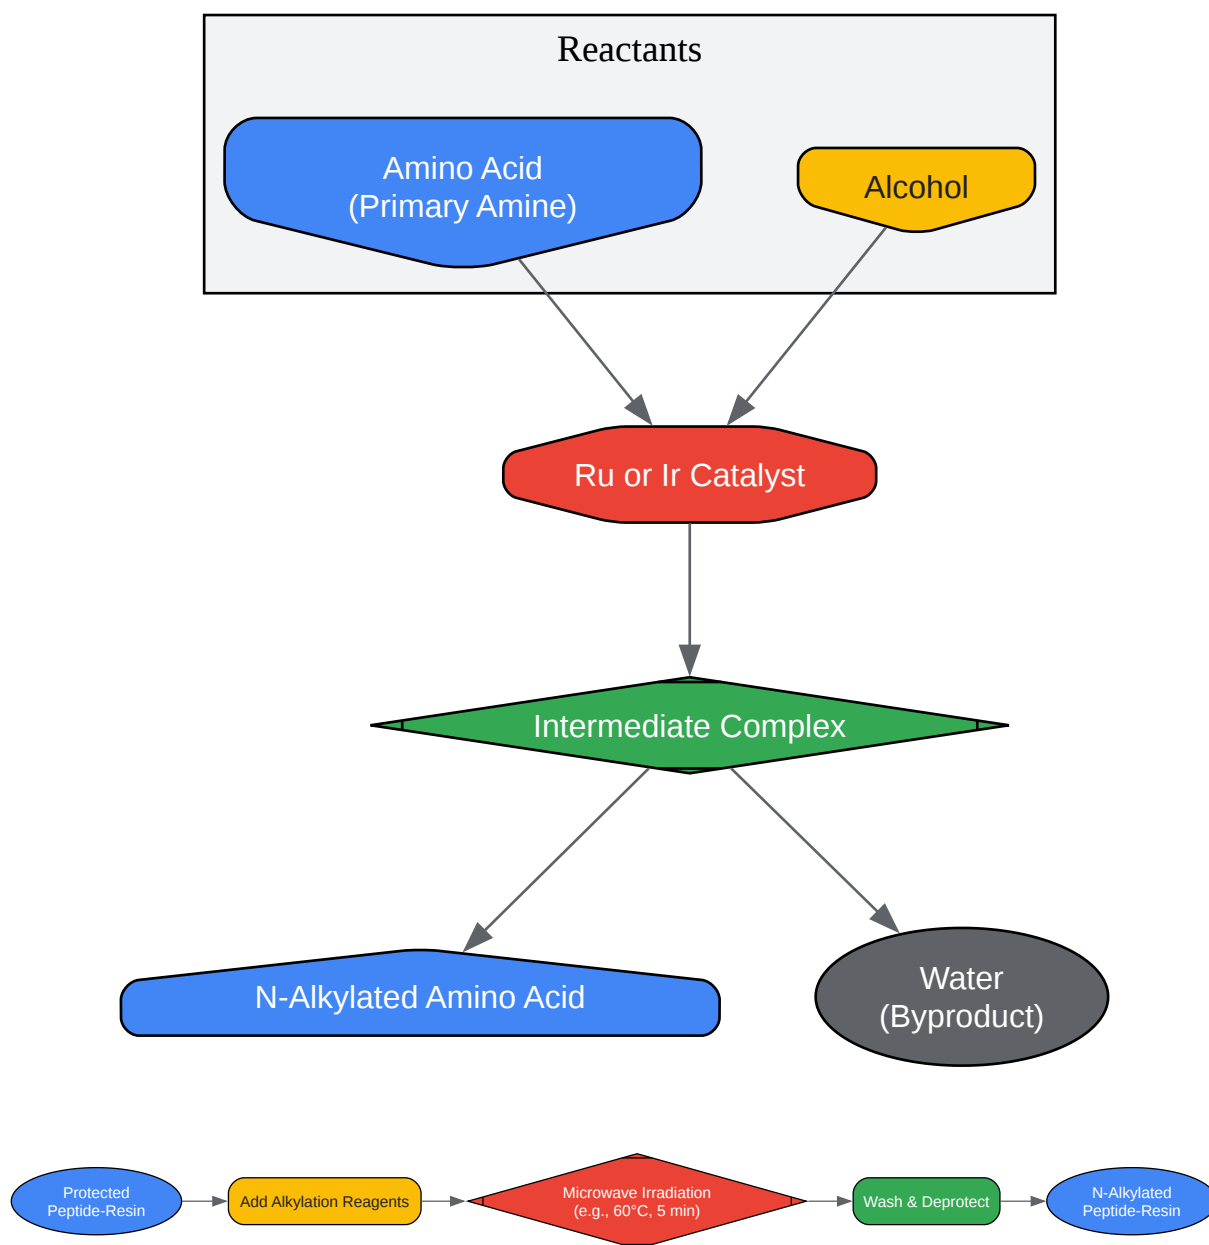 Reactants
Amino Acid
(Primary Amine)
Alcohol
Ru or Ir Catalyst
Intermediate Complex
N-Alkylated Amino Acid
Water
(Byproduct)
Protected
Peptide-Resin
Add Alkylation Reagents
Microwave Irradiation
(e.g., 60°C, 5 min)
Wash & Deprotect
N-Alkylated
Peptide-Resin